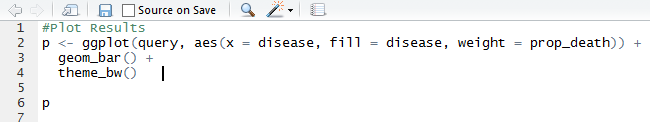 Source on Save
1 #Plot Results
2 p <- ggplot(query, aes(x = disease, fill = disease, weight = prop_death)) +
3   geom_bar() +
4   theme_bw()
5
6 p
7